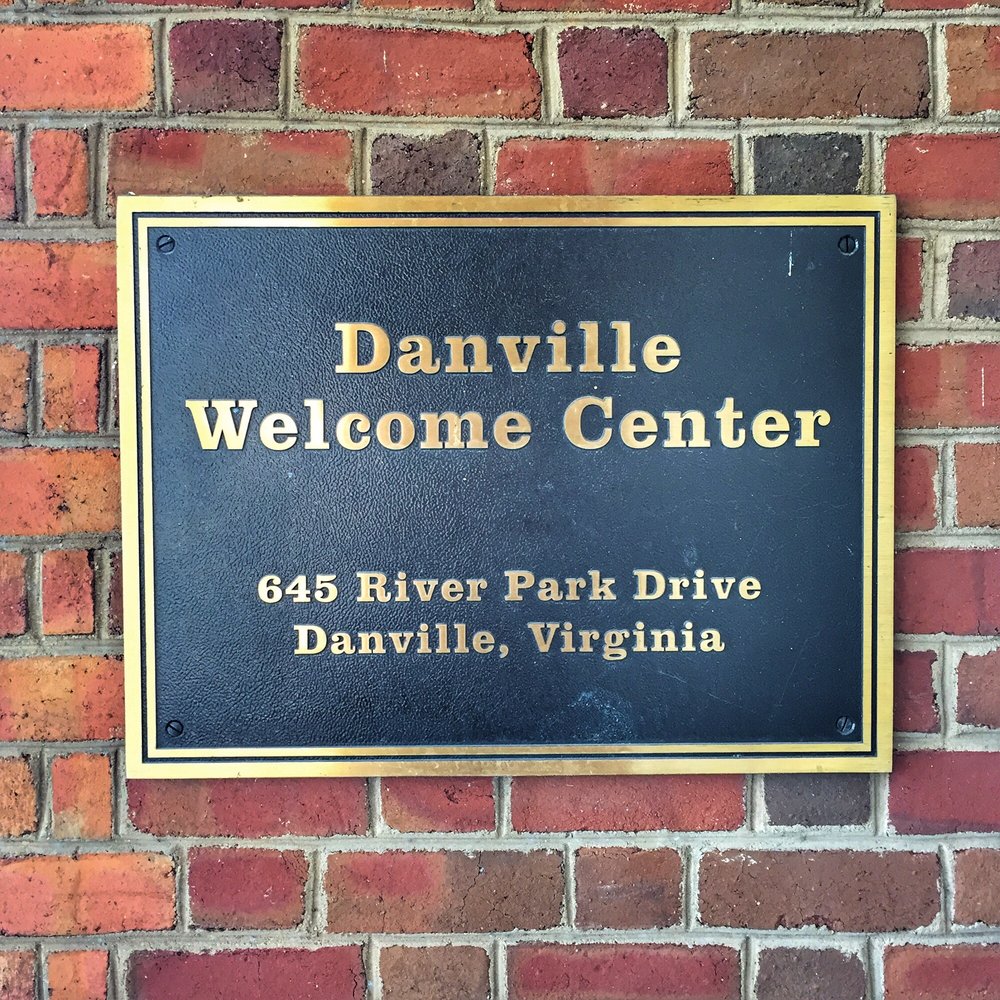 Danville
Welcome Center
645 River Park Drive
Danville, Virginia